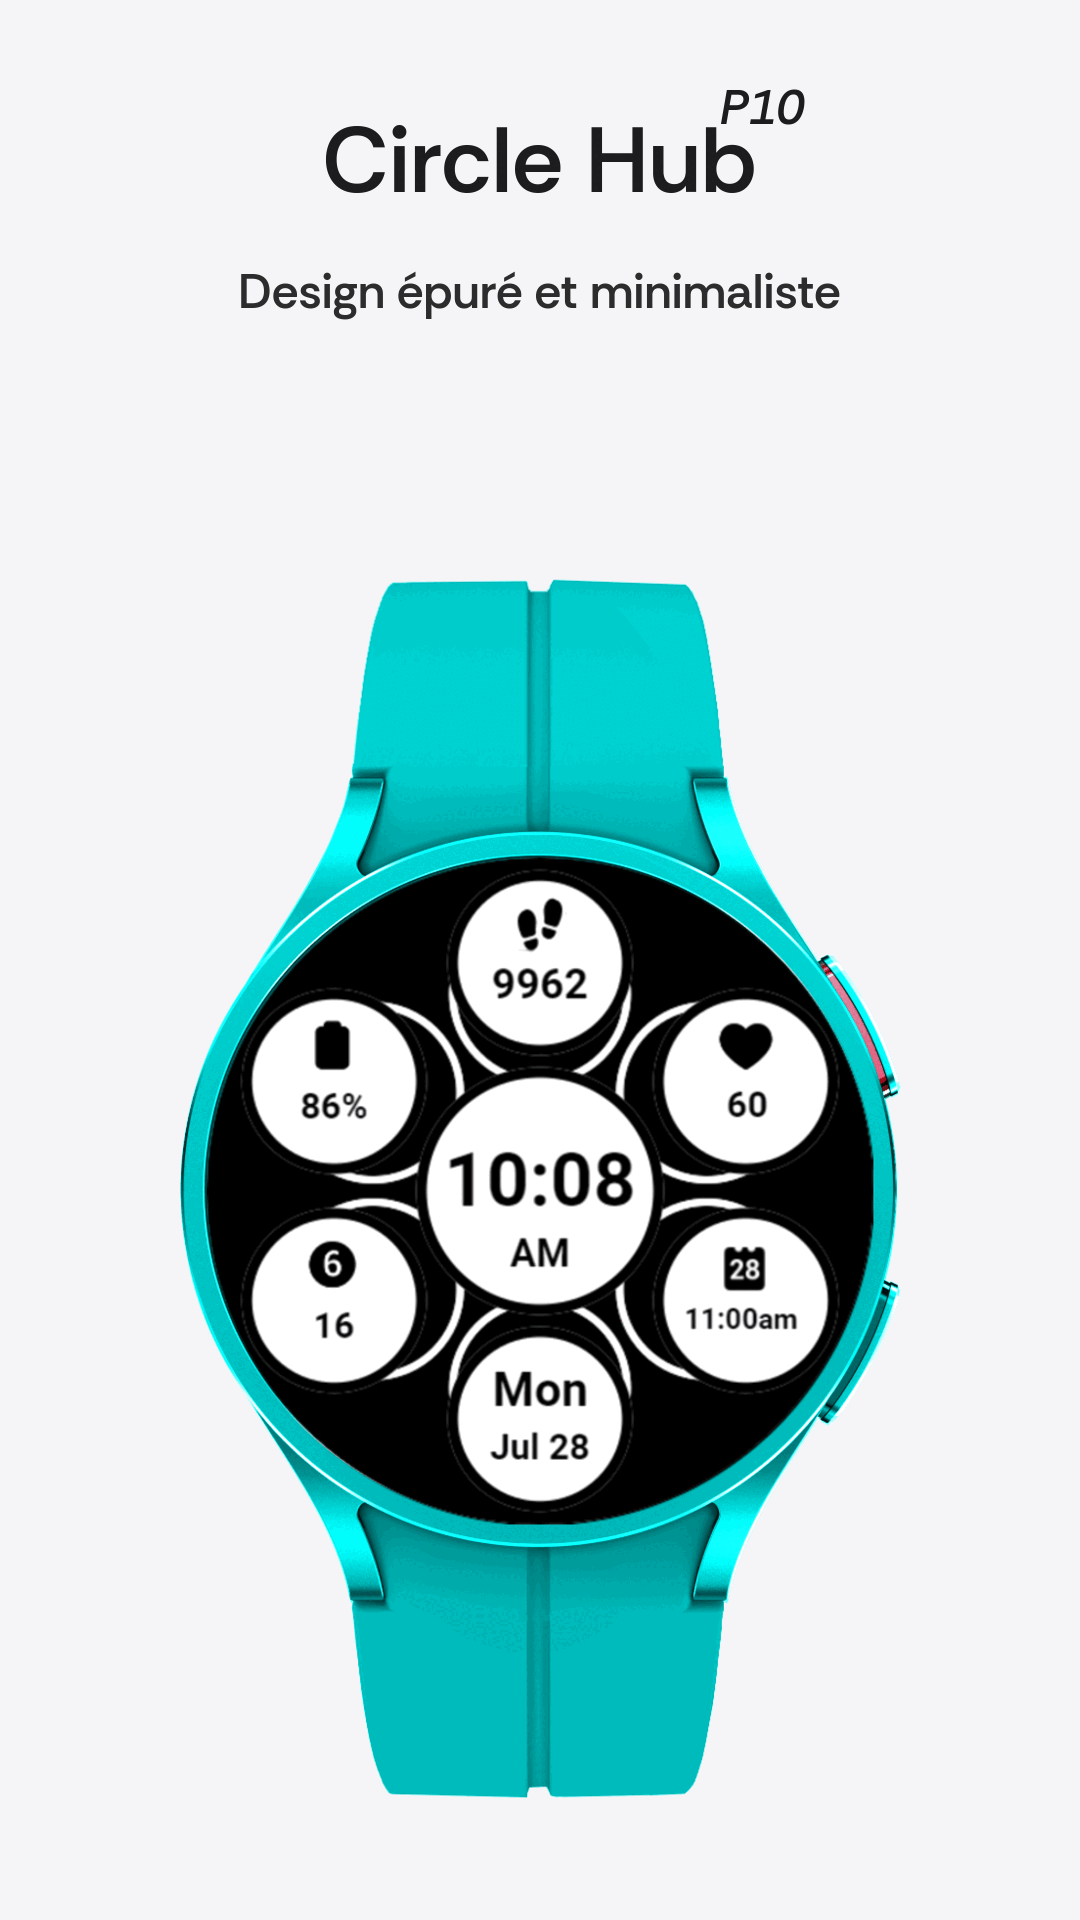 P10
Circle Hub
Design épuré et minimaliste
9962
86%
60
10:08
AM
6
16
28
11:00am
Mon
Jul 28